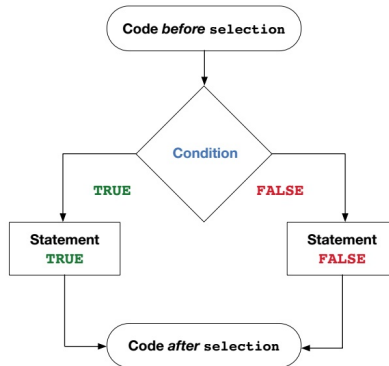 Code before selection
Condition
TRUE
FALSE
Statement
TRUE
Statement
FALSE
Code after selection